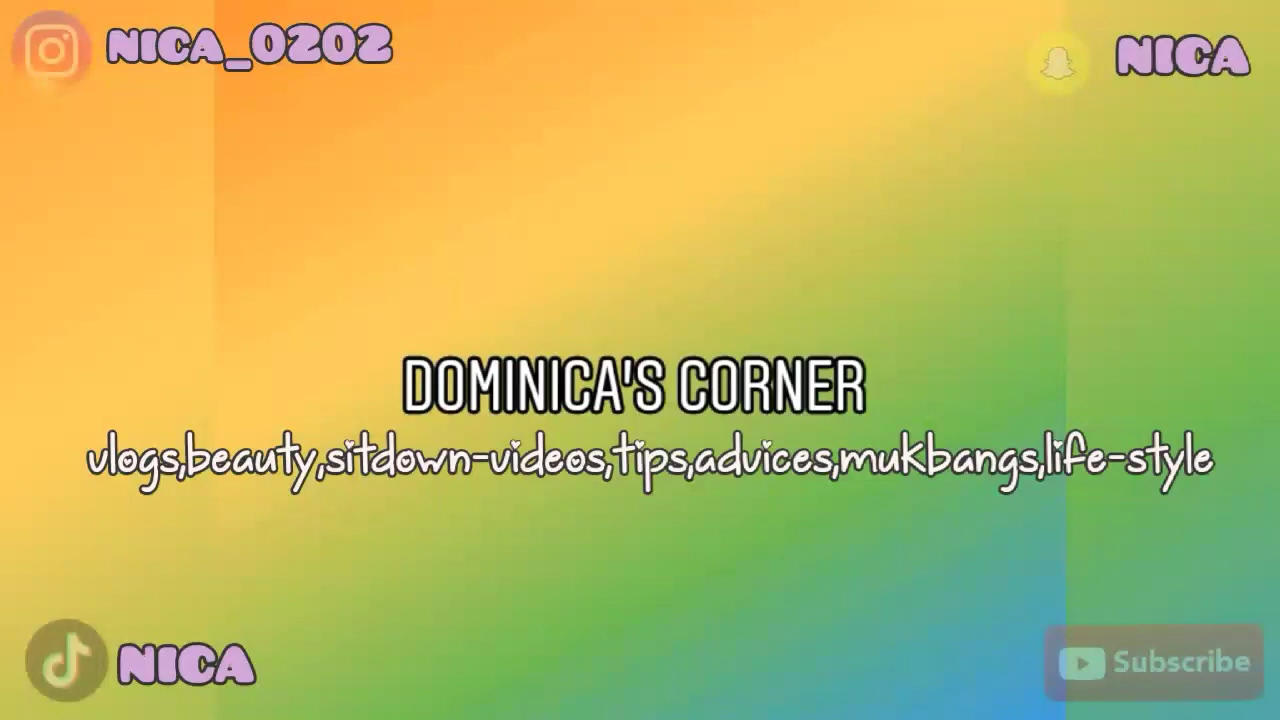 NICA_0202
NICA
DOMINICA'S CORNER
vlogs,beauty,sitdown-videos,tips,advices,mukbangs,life-style
NICA
Subscribe